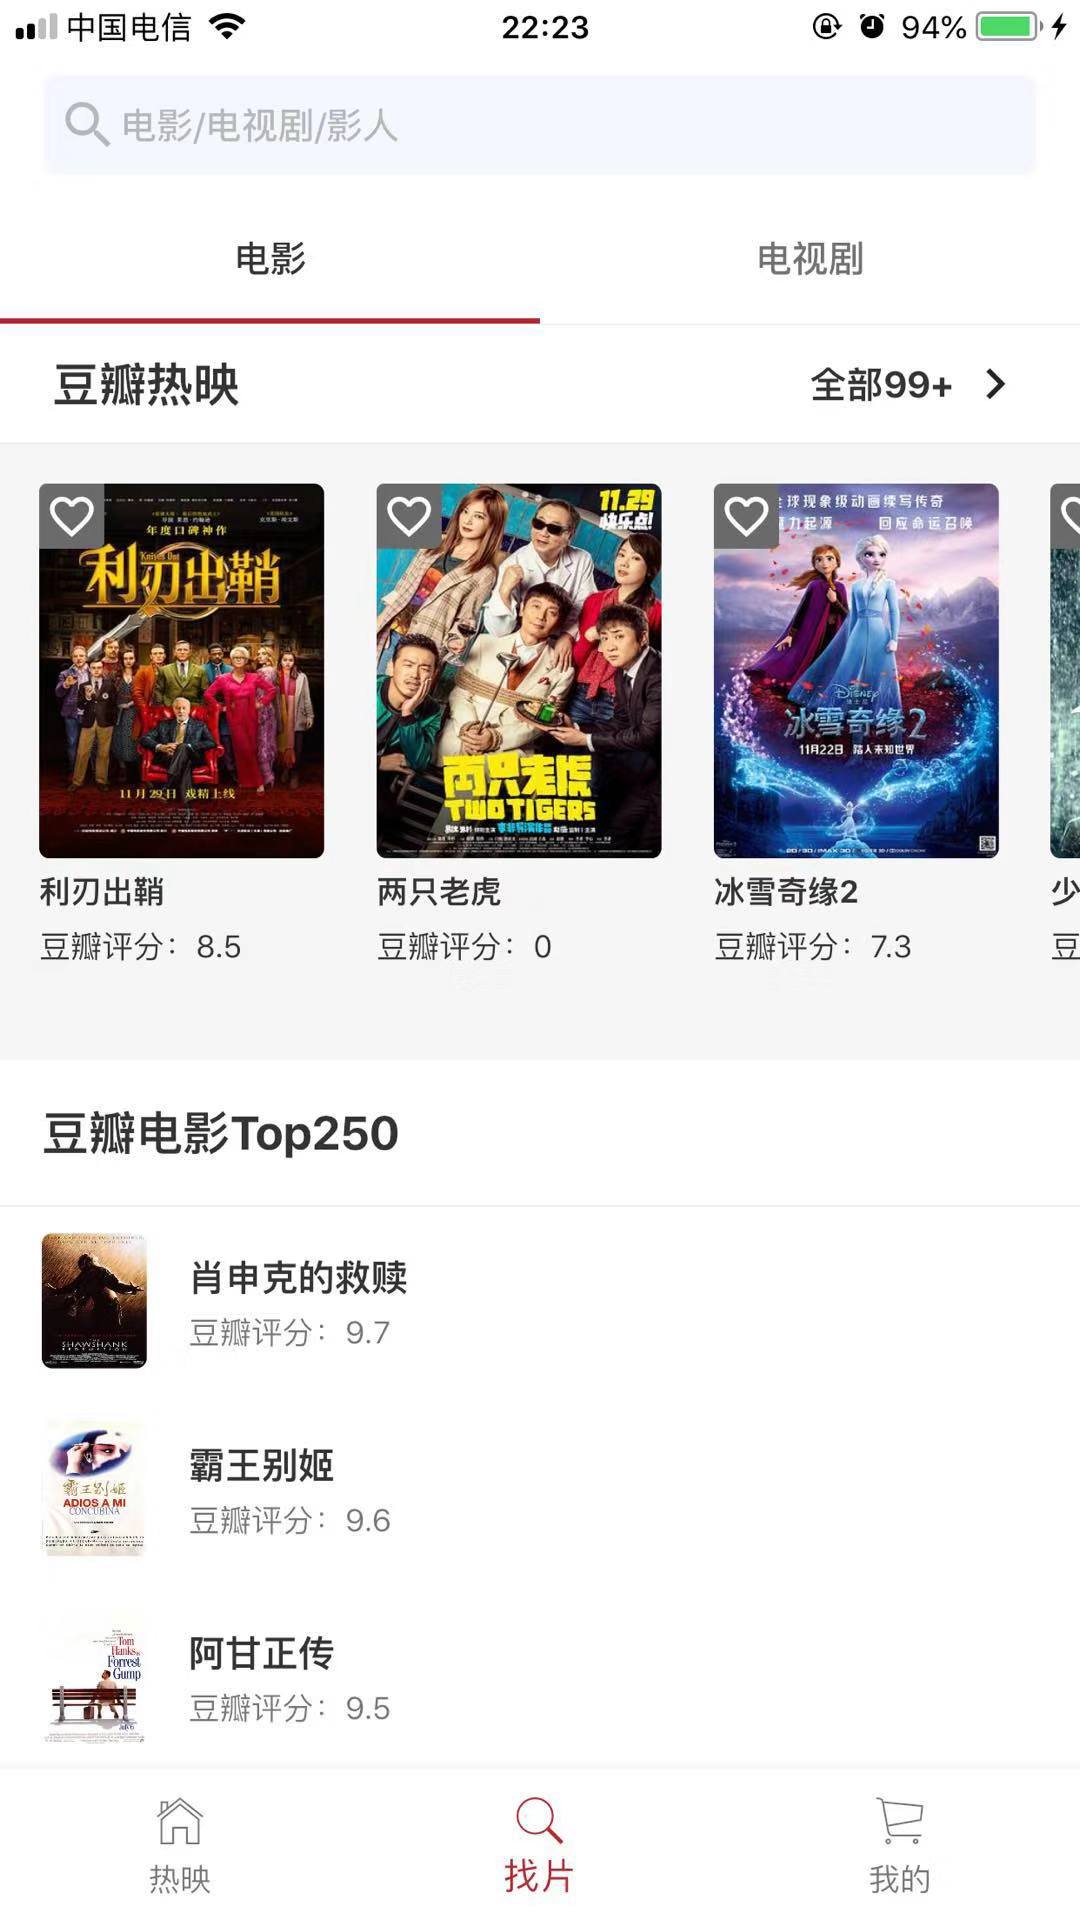 中国电信
22:23
94%
电影/电视剧/影人
电影
电视剧
豆瓣热映
全部99+
年度口碑神作
Knives Out
利刃出鞘
11月29日 戏精上线
11.29
快乐点!
两只老虎
TWO TIGERS
全球现象级动画续写传奇
魔力起源 回应命运召唤
DISNEY
冰雪奇缘2
11月22日 踏入未知世界
利刃出鞘
豆瓣评分：8.5
两只老虎
豆瓣评分：0
冰雪奇缘2
豆瓣评分：7.3
少
豆
豆瓣电影Top250
SHAWSHANK
REDEMPTION
肖申克的救赎
豆瓣评分：9.7
霸王别姬
ADIOS A MI
CONCUBINA
霸王别姬
豆瓣评分：9.6
Tom
Hanks is
Forrest
Gump
阿甘正传
豆瓣评分：9.5
热映
找片
我的